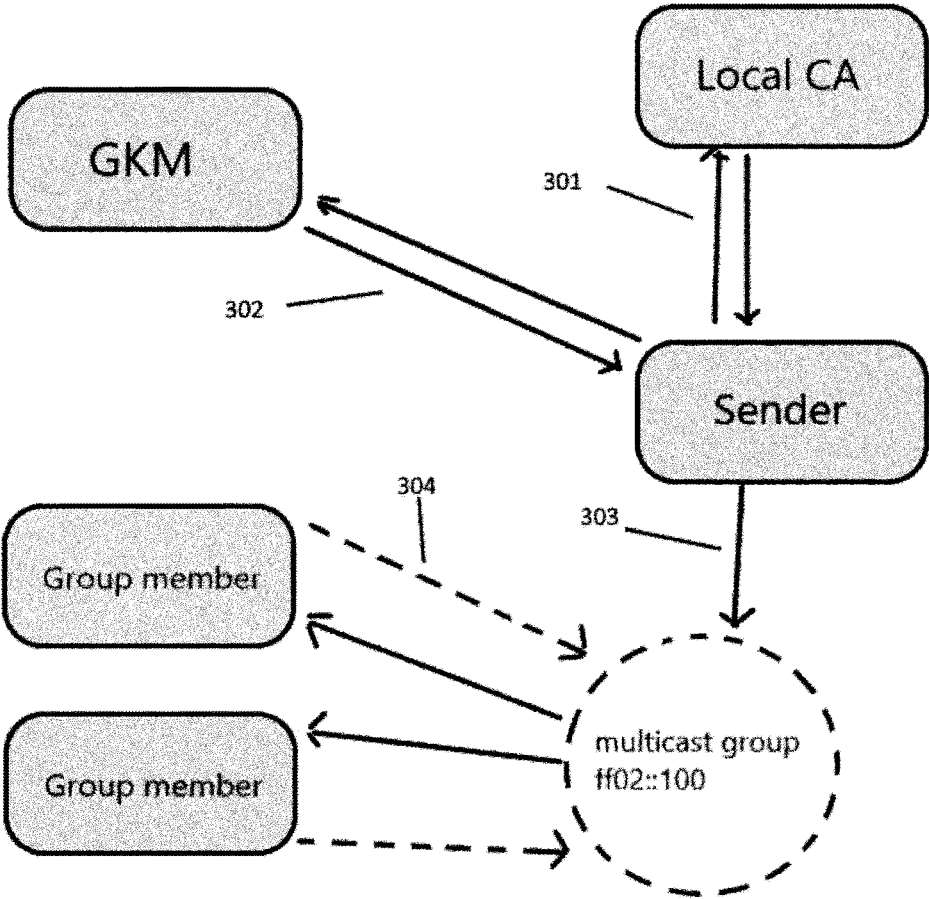 Local CA
GKM
301
302
Sender
304
303
Group member
multicast group
ff02::100
Group member